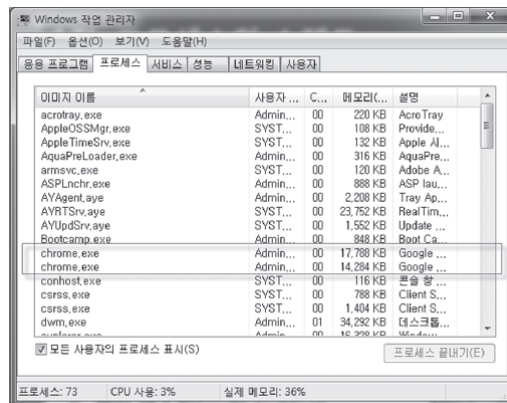 Windows 작업 관리자
파일(F) 옵션(O) 보기(V) 도움말(H)
응용 프로그램 프로세스 서비스 성능 네트워킹 사용자
이미지 이름 사용자 ... C... 메모리(... 설명
acrotray.exe Admin... 00 220 KB AcroTray
AppleOSSMgr.exe SYST... 00 108 KB Provide...
AppleTimeSrv.exe SYST... 00 132 KB Apple Al...
AquaPreLoader.exe Admin... 00 316 KB AquaPre...
armsvc.exe SYST... 00 120 KB Adobe A...
ASPLnchr.exe Admin... 00 888 KB ASP lau...
AYAgent.aye Admin... 00 2,208 KB Tray Ap...
AYRTSrv.aye SYST... 00 23,752 KB RealTim...
AYUpdSrv.aye SYST... 00 1,552 KB Update ...
Bootcamp.exe Admin... 00 848 KB Boot Ca...
chrome.exe Admin... 00 17,788 KB Google ...
chrome.exe Admin... 00 14,284 KB Google ...
conhost.exe SYST... 00 116 KB 콘솔 창 ...
csrss.exe SYST... 00 788 KB Client S...
csrss.exe SYST... 00 1,404 KB Client S...
dwm.exe Admin... 01 34,292 KB 데스크톱...
모든 사용자의 프로세스 표시(S)
프로세스 끝내기(E)
프로세스: 73 CPU 사용: 3% 실제 메모리: 36%